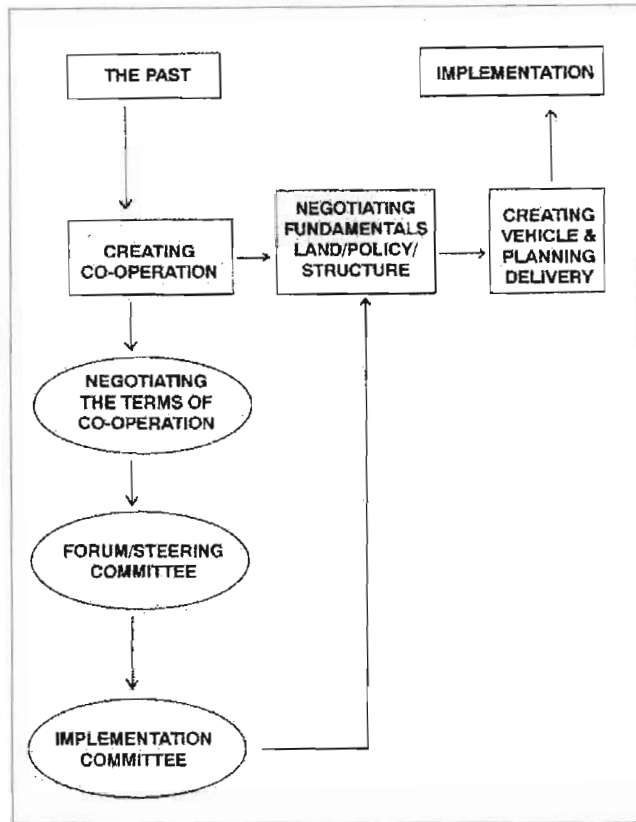 THE PAST
IMPLEMENTATION
CREATING
CO-OPERATION
NEGOTIATING
FUNDAMENTALS
LAND/POLICY/
STRUCTURE
CREATING
VEHICLE &
PLANNING
DELIVERY
NEGOTIATING
THE TERMS OF
CO-OPERATION
FORUM/STEERING
COMMITTEE
IMPLEMENTATION
COMMITTEE